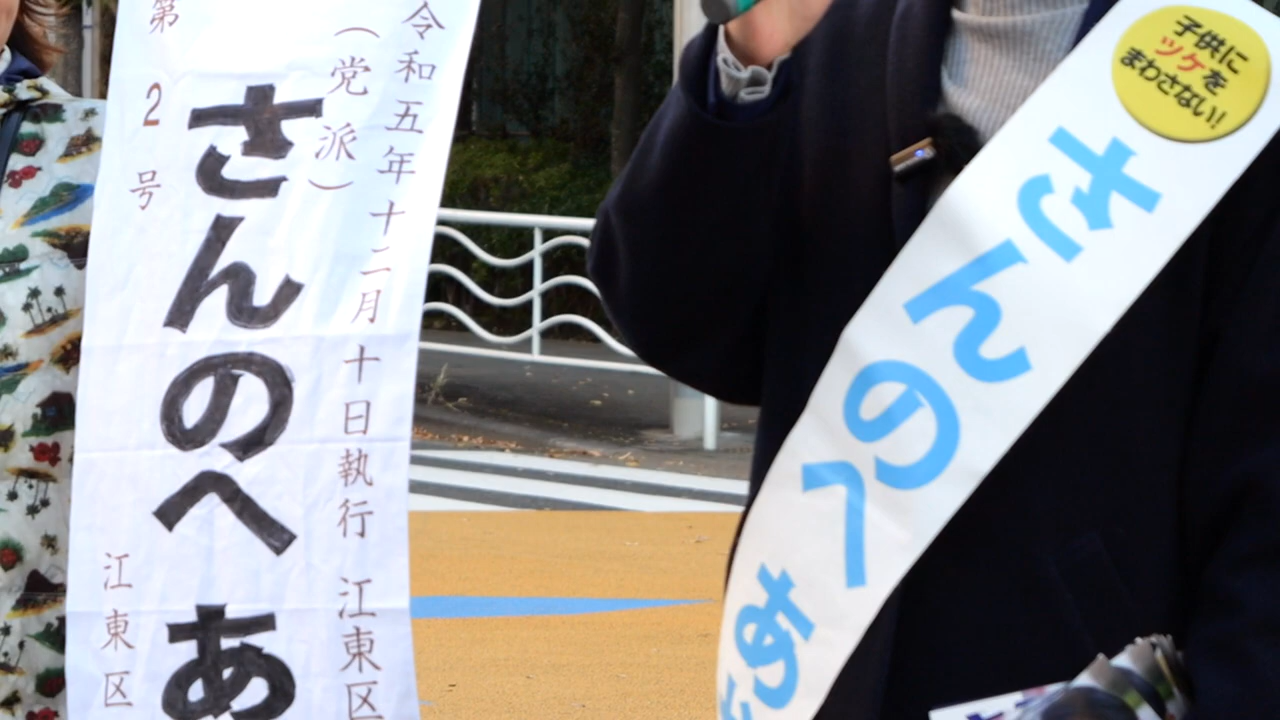 令和五年十二月十日執行 江東区
（党派）
さんのへ あ
第2号
江東区
子供に
ツケを
まわさない!
さんのへ あ